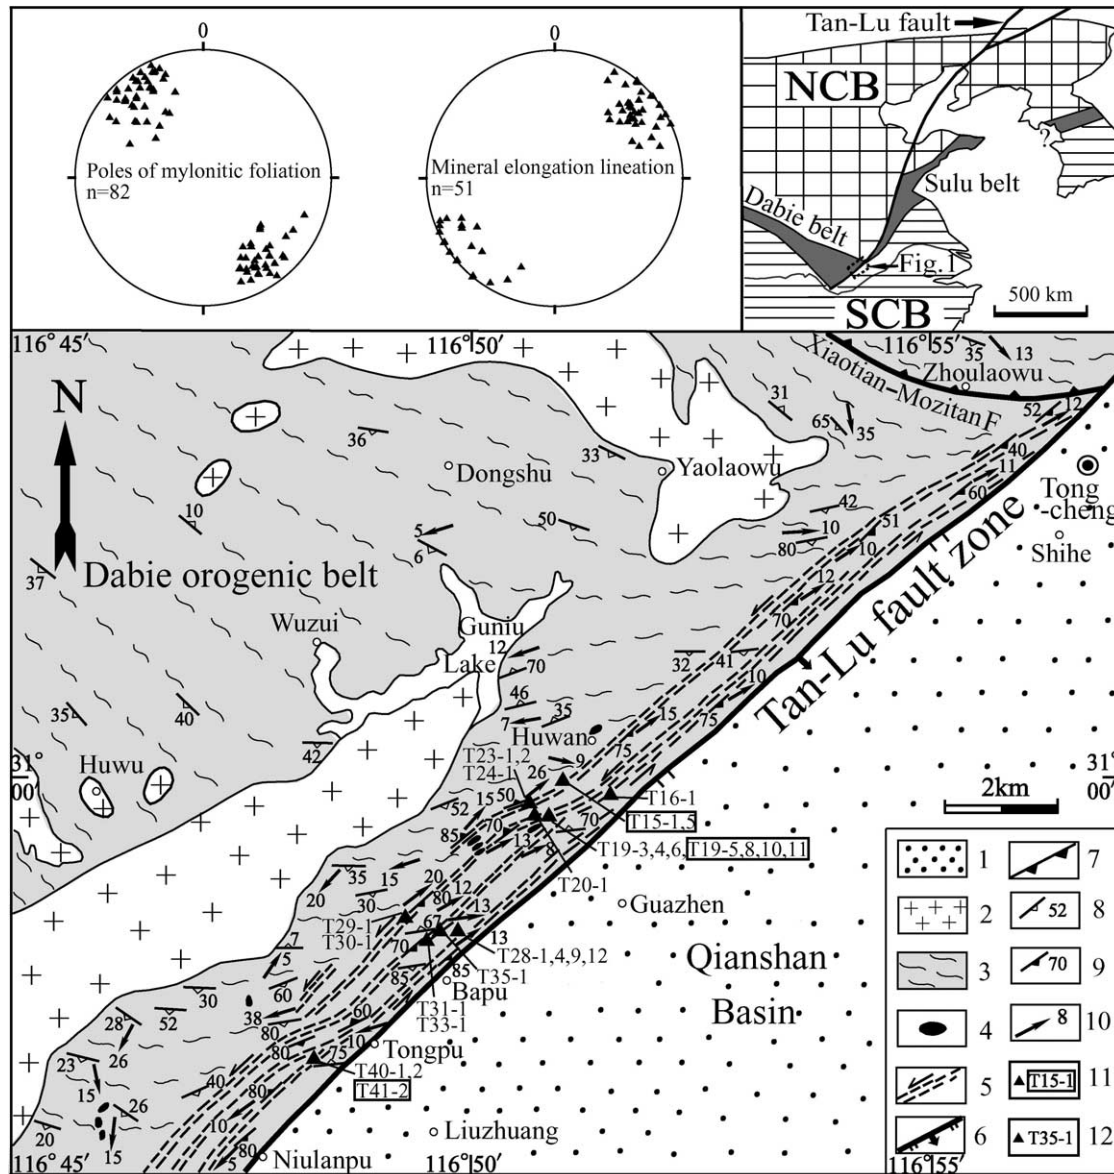 0
Poles of mylonitic foliation
n=82
0
Mineral elongation lineation
n=51
Tan-Lu fault
NCB
?
Sulu belt
Dabie belt
Fig.1
SCB
500 km
116° 45′
116° 50′
116° 55′
35
13
Xiaotian-Mozitan F
Zhoulaowu
N
31
52
12
65
35
36
33
40
11
Dongshu
Yaolaowu
60
Tong
-cheng
10
42
50
10
51
Shihe
5
6
80
10
37
Dabie orogenic belt
12
Tan-Lu fault zone
Wuzui
Guniu
Lake
12
70
70
32
41
10
46
35
40
7
35
15
75
42
Huwan
75
31°
00′
Huwu
T23-1,2
T24-1
9
26
31°
00′
2km
15
50
T16-1
52
70
70
T15-1,5
85
13
8
T19-3,4,6,
T19-5,8,10,11
T20-1
35
15
20
20
30
80
12
13
Guazhen
T29-1
T30-1
67
70
13
T28-1,4,9,12
T35-1
7
5
85
85
Bapu
Qianshan
Basin
30
60
T31-1
T33-1
28
52
38
60
80
10
26
Tongpu
23
80
75
T40-1,2
T41-2
15
40
80
26
10
20
15
80
5
Liuzhuang
Niulanpu
1
7
2
52
8
3
70
9
4
8
10
5
T15-1
11
6
T35-1
12
116° 45′
116° 50′
116° 55′